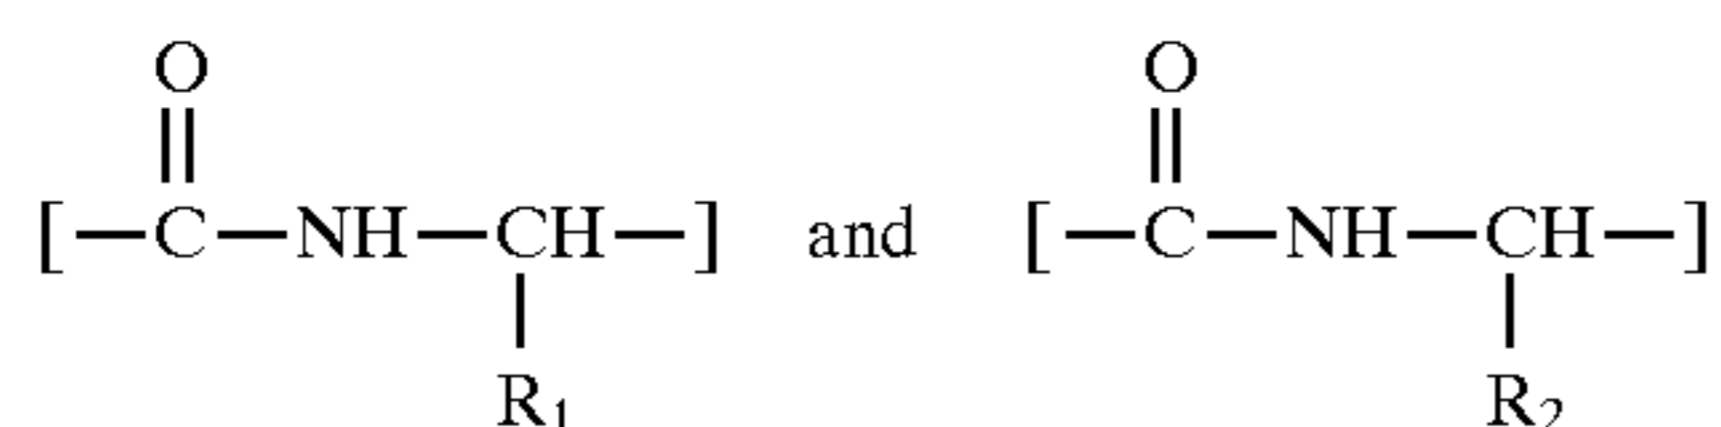 O O
[—C—NH—CH—] and [—C—NH—CH—]
R₁ R₂